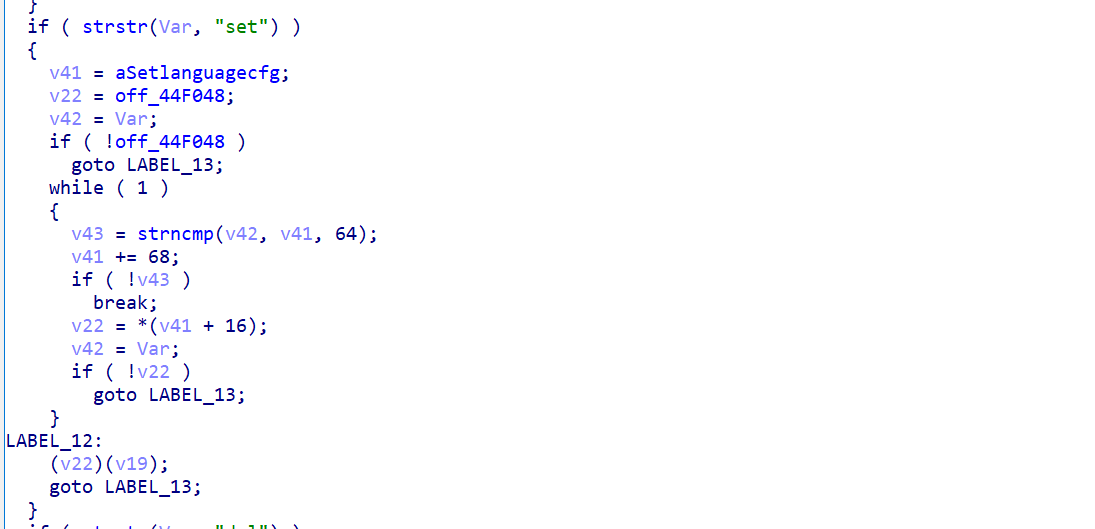 }
if ( strstr(Var, "set") )
{
v41 = aSetlanguagecfg;
v22 = off_44F048;
v42 = Var;
if ( !off_44F048 )
goto LABEL_13;
while ( 1 )
{
v43 = strncmp(v42, v41, 64);
v41 += 68;
if ( !v43 )
break;
v22 = *(v41 + 16);
v42 = Var;
if ( !v22 )
goto LABEL_13;
}
LABEL_12:
(v22)(v19);
goto LABEL_13;
}